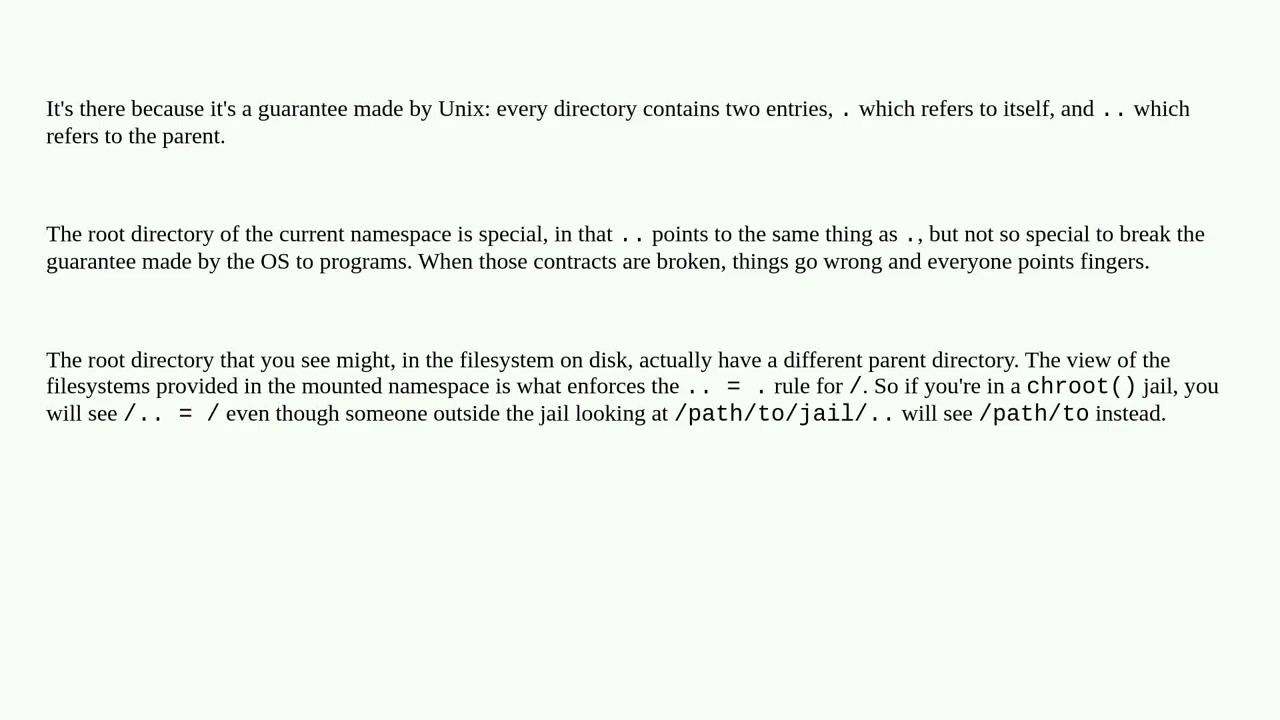 It's there because it's a guarantee made by Unix: every directory contains two entries, . which refers to itself, and .. which
refers to the parent.
The root directory of the current namespace is special, in that .. points to the same thing as ., but not so special to break the
guarantee made by the OS to programs. When those contracts are broken, things go wrong and everyone points fingers.
The root directory that you see might, in the filesystem on disk, actually have a different parent directory. The view of the
filesystems provided in the mounted namespace is what enforces the .. = . rule for /. So if you're in a chroot() jail, you
will see /.. = / even though someone outside the jail looking at /path/to/jail/.. will see /path/to instead.